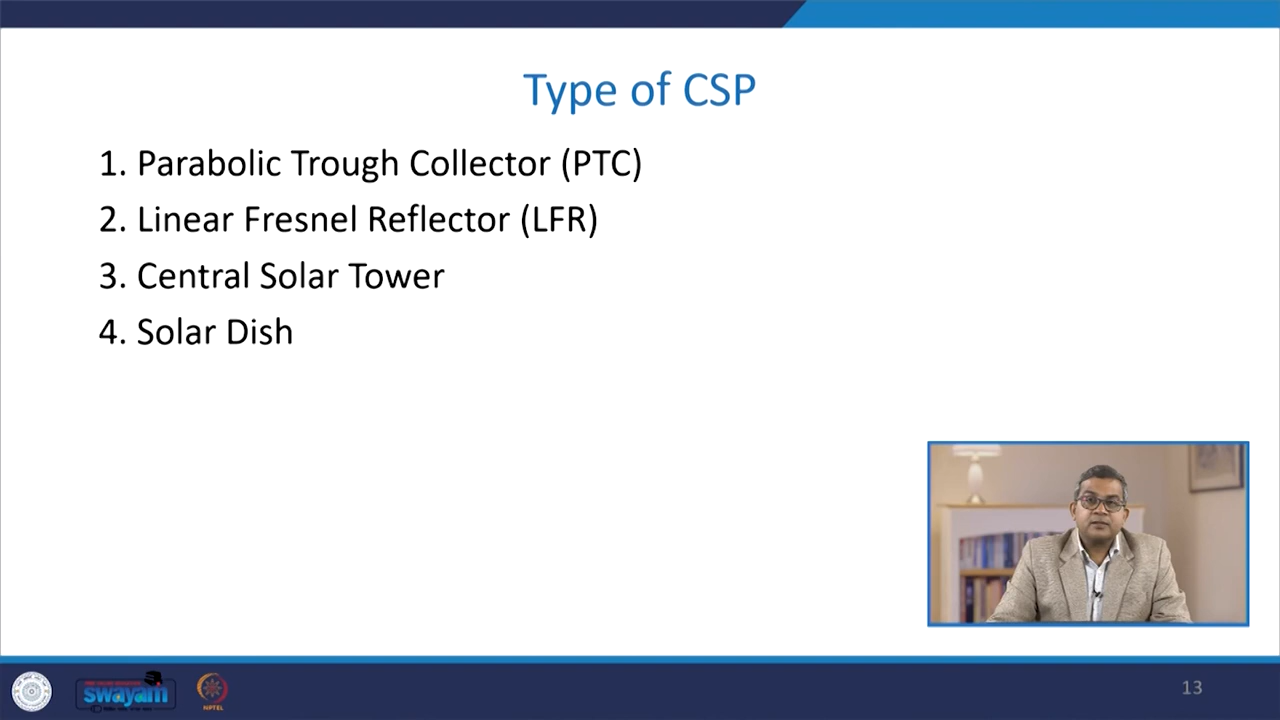 Type of CSP
1. Parabolic Trough Collector (PTC)
2. Linear Fresnel Reflector (LFR)
3. Central Solar Tower
4. Solar Dish
swayam
NPTEL
13